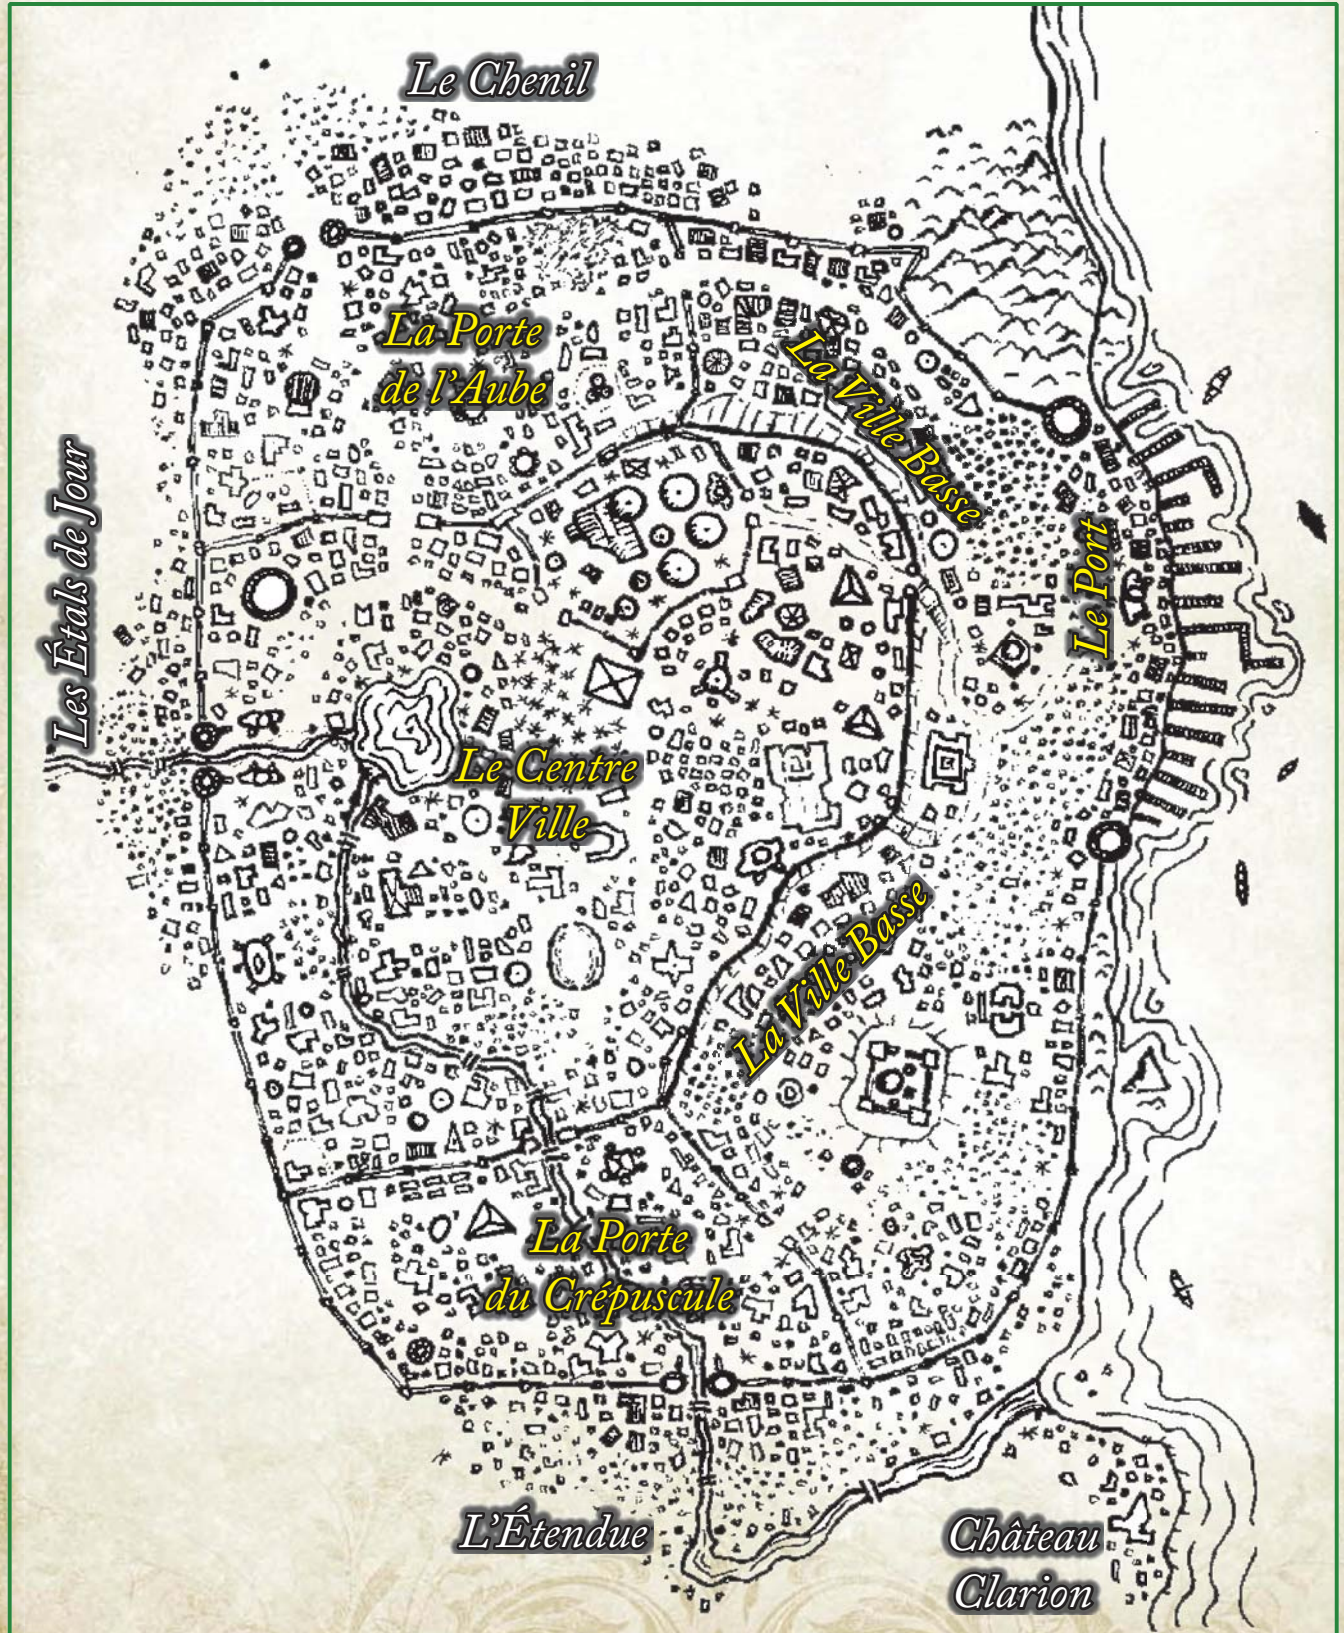 Le Chenil
La Porte
de l'Aube
La Ville Basse
Les Étals de Jour
Le Port
Le Centre
Ville
La Ville Basse
La Porte
du Crépuscule
L'Étendue
Château
Clarion